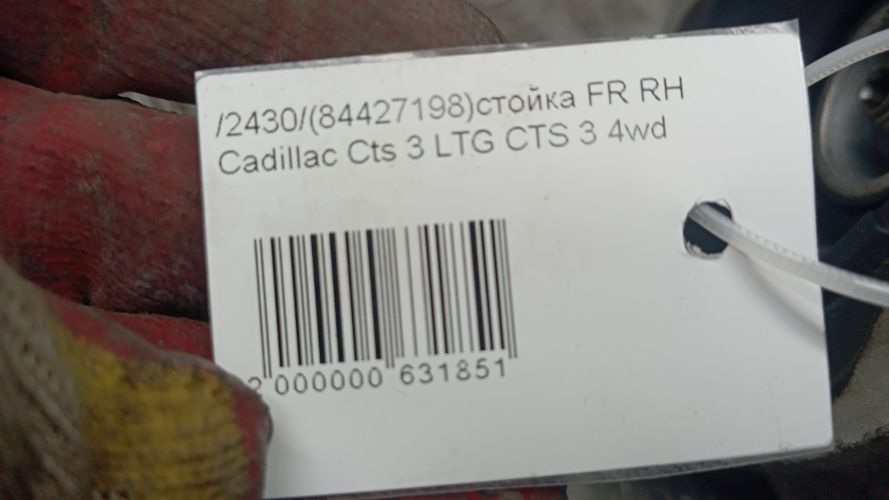 /2430/(84427198)стойка FR RH
Cadillac Cts 3 LTG CTS 3 4wd
2 000000 631851